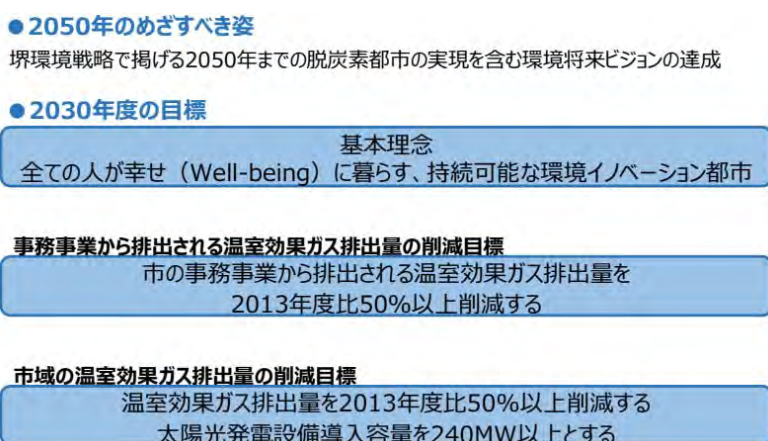 ●2050年のめざすべき姿
堺環境戦略で掲げる2050年までの脱炭素都市の実現を含む環境将来ビジョンの達成
●2030年度の目標
基本理念
全ての人が幸せ（Well-being）に暮らす、持続可能な環境イノベーション都市
事務事業から排出される温室効果ガス排出量の削減目標
市の事務事業から排出される温室効果ガス排出量を
2013年度比50%以上削減する
市域の温室効果ガス排出量の削減目標
温室効果ガス排出量を2013年度比50%以上削減する
太陽光発電設備導入容量を240MW以上とする